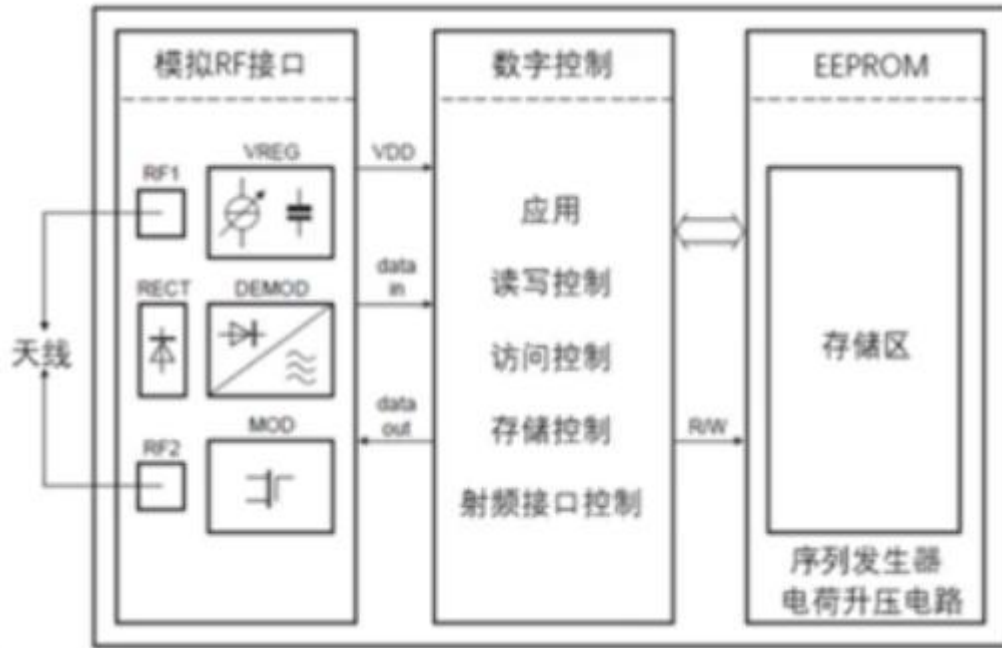 模拟RF接口
数字控制
EEPROM
VREG
VDD
RF1
应用
data
in
RECT
DEMOD
读写控制
天线
访问控制
存储区
data
out
MOD
存储控制
R/W
RF2
射频接口控制
序列发生器
电荷升压电路